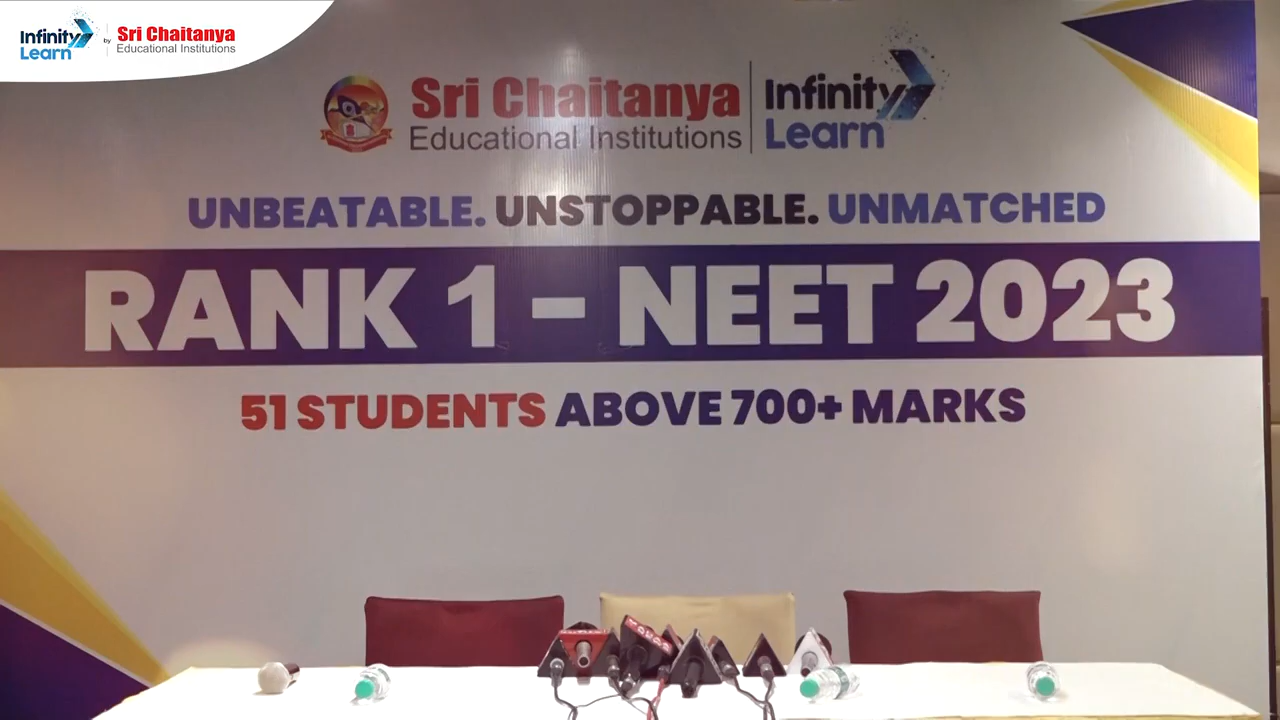 Infinity Learn by Sri Chaitanya Educational Institutions
Sri Chaitanya
Educational Institutions
Infinity
Learn
UNBEATABLE. UNSTOPPABLE. UNMATCHED
RANK 1 - NEET 2023
51 STUDENTS ABOVE 700+ MARKS